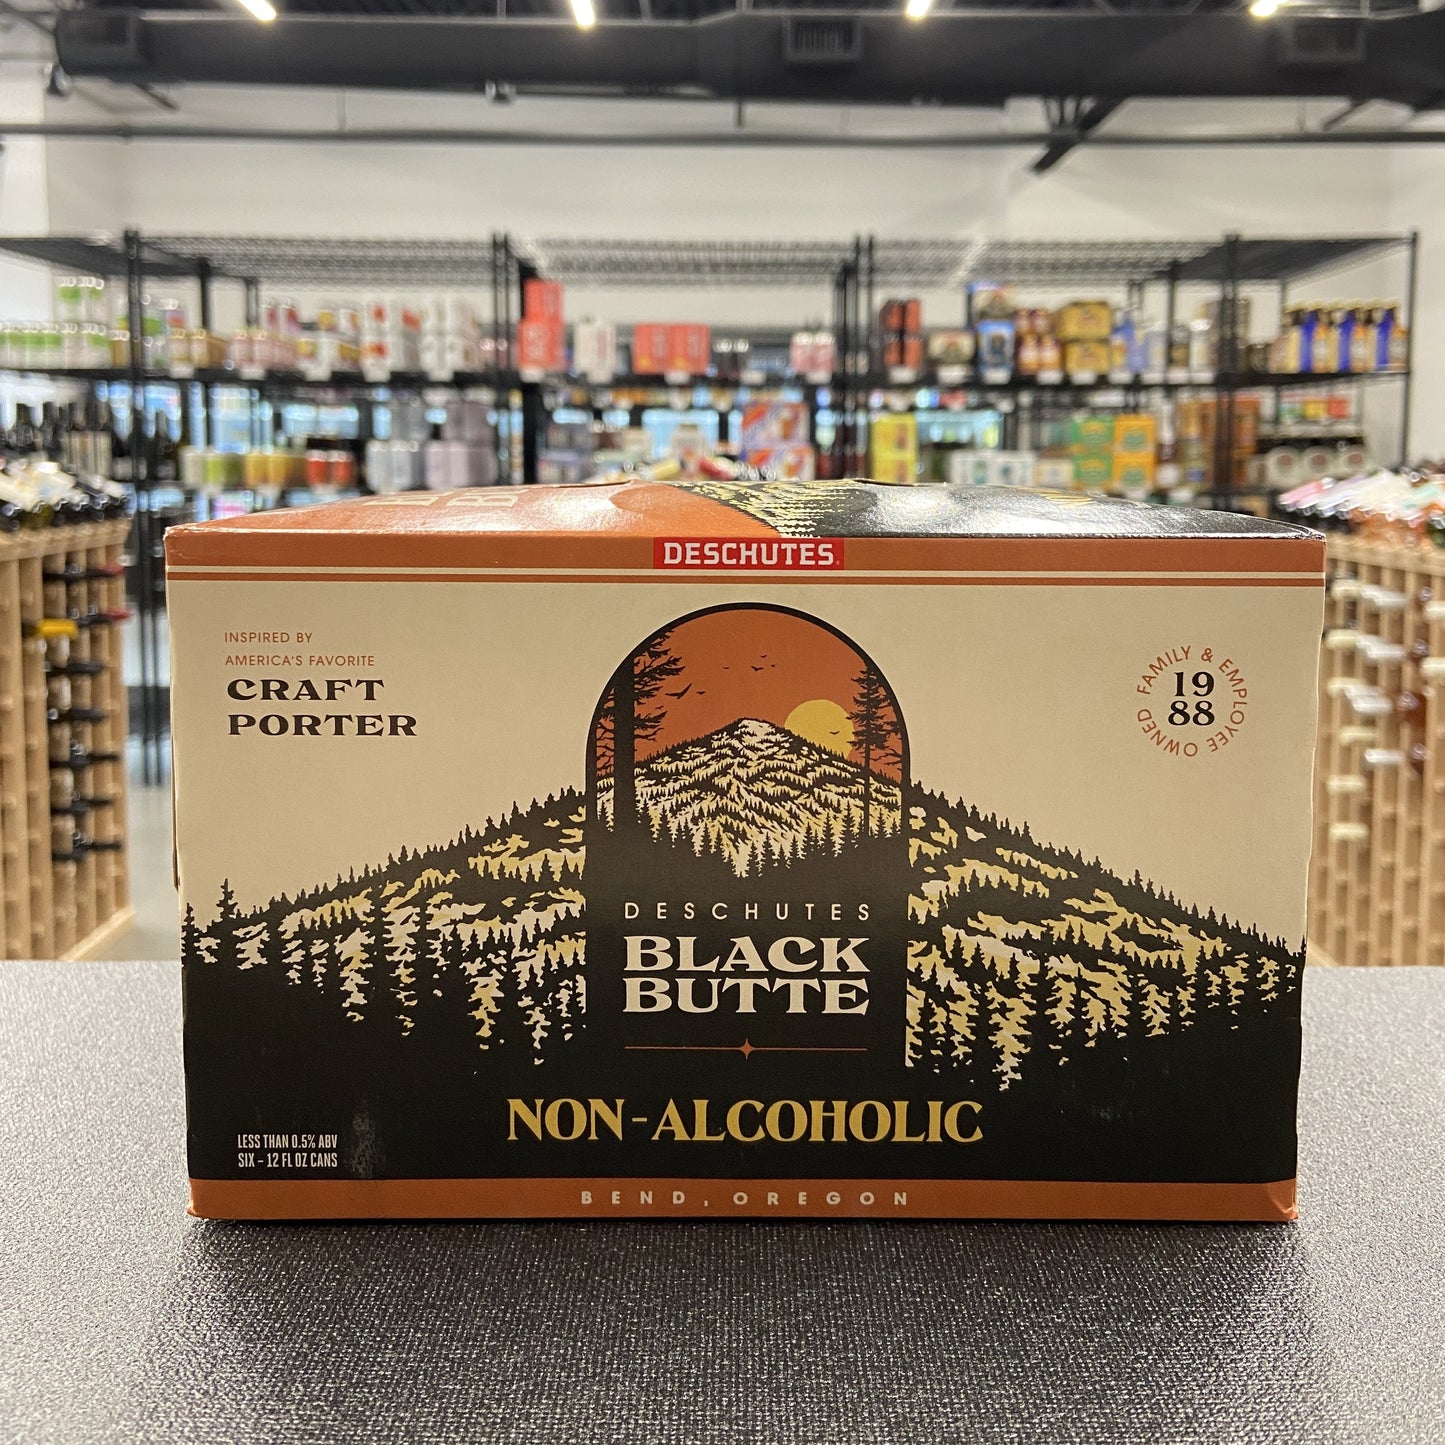 DESCHUTES
INSPIRED BY
AMERICA'S FAVORITE
CRAFT
PORTER
FAMILY & EMPLOYEE OWNED
19
88
DESCHUTES
BLACK
BUTTE
NON-ALCOHOLIC
LESS THAN 0.5% ABV
SIX – 12 FL OZ CANS
BEND, OREGON